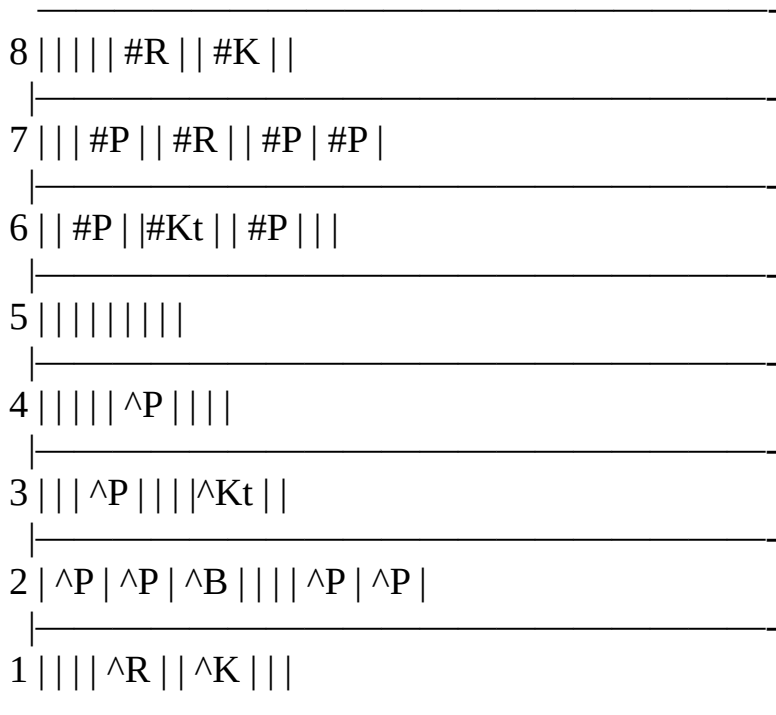 8 | | | | | #R | | #K | |
|
7 | | | #P | | #R | | #P | #P |
|
6 | | #P | |#Kt | | #P | | |
|
5 | | | | | | | | |
|
4 | | | | | ^P | | | |
|
3 | | | ^P | | | |^Kt | |
|
2 | ^P | ^P | ^B | | | | ^P | ^P |
|
1 | | | | ^R | | ^K | | |